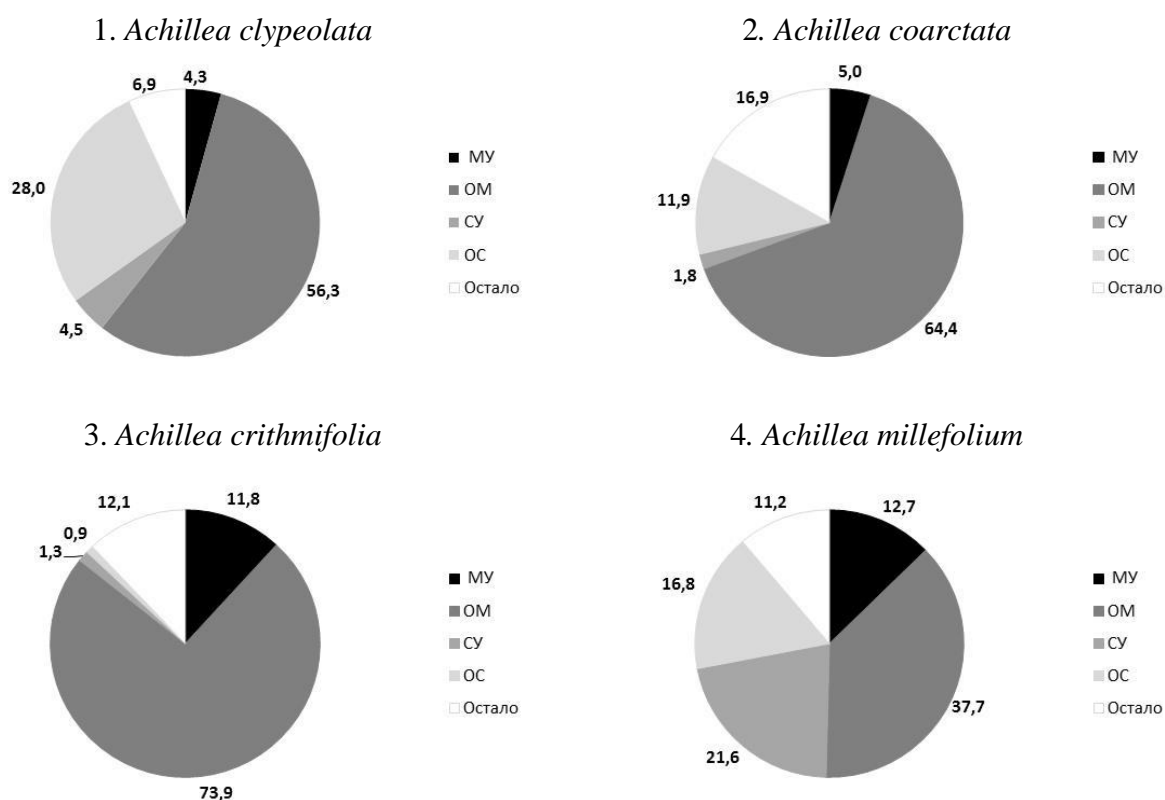 1. Achillea clypeolata
6,9
4,3
28,0
56,3
4,5
МУ
ОМ
СУ
ОС
Остало
2. Achillea coarctata
5,0
16,9
11,9
1,8
64,4
МУ
ОМ
СУ
ОС
Остало
3. Achillea crithmifolia
12,1
11,8
0,9
1,3
73,9
МУ
ОМ
СУ
ОС
Остало
4. Achillea millefolium
11,2
12,7
16,8
37,7
21,6
МУ
ОМ
СУ
ОС
Остало